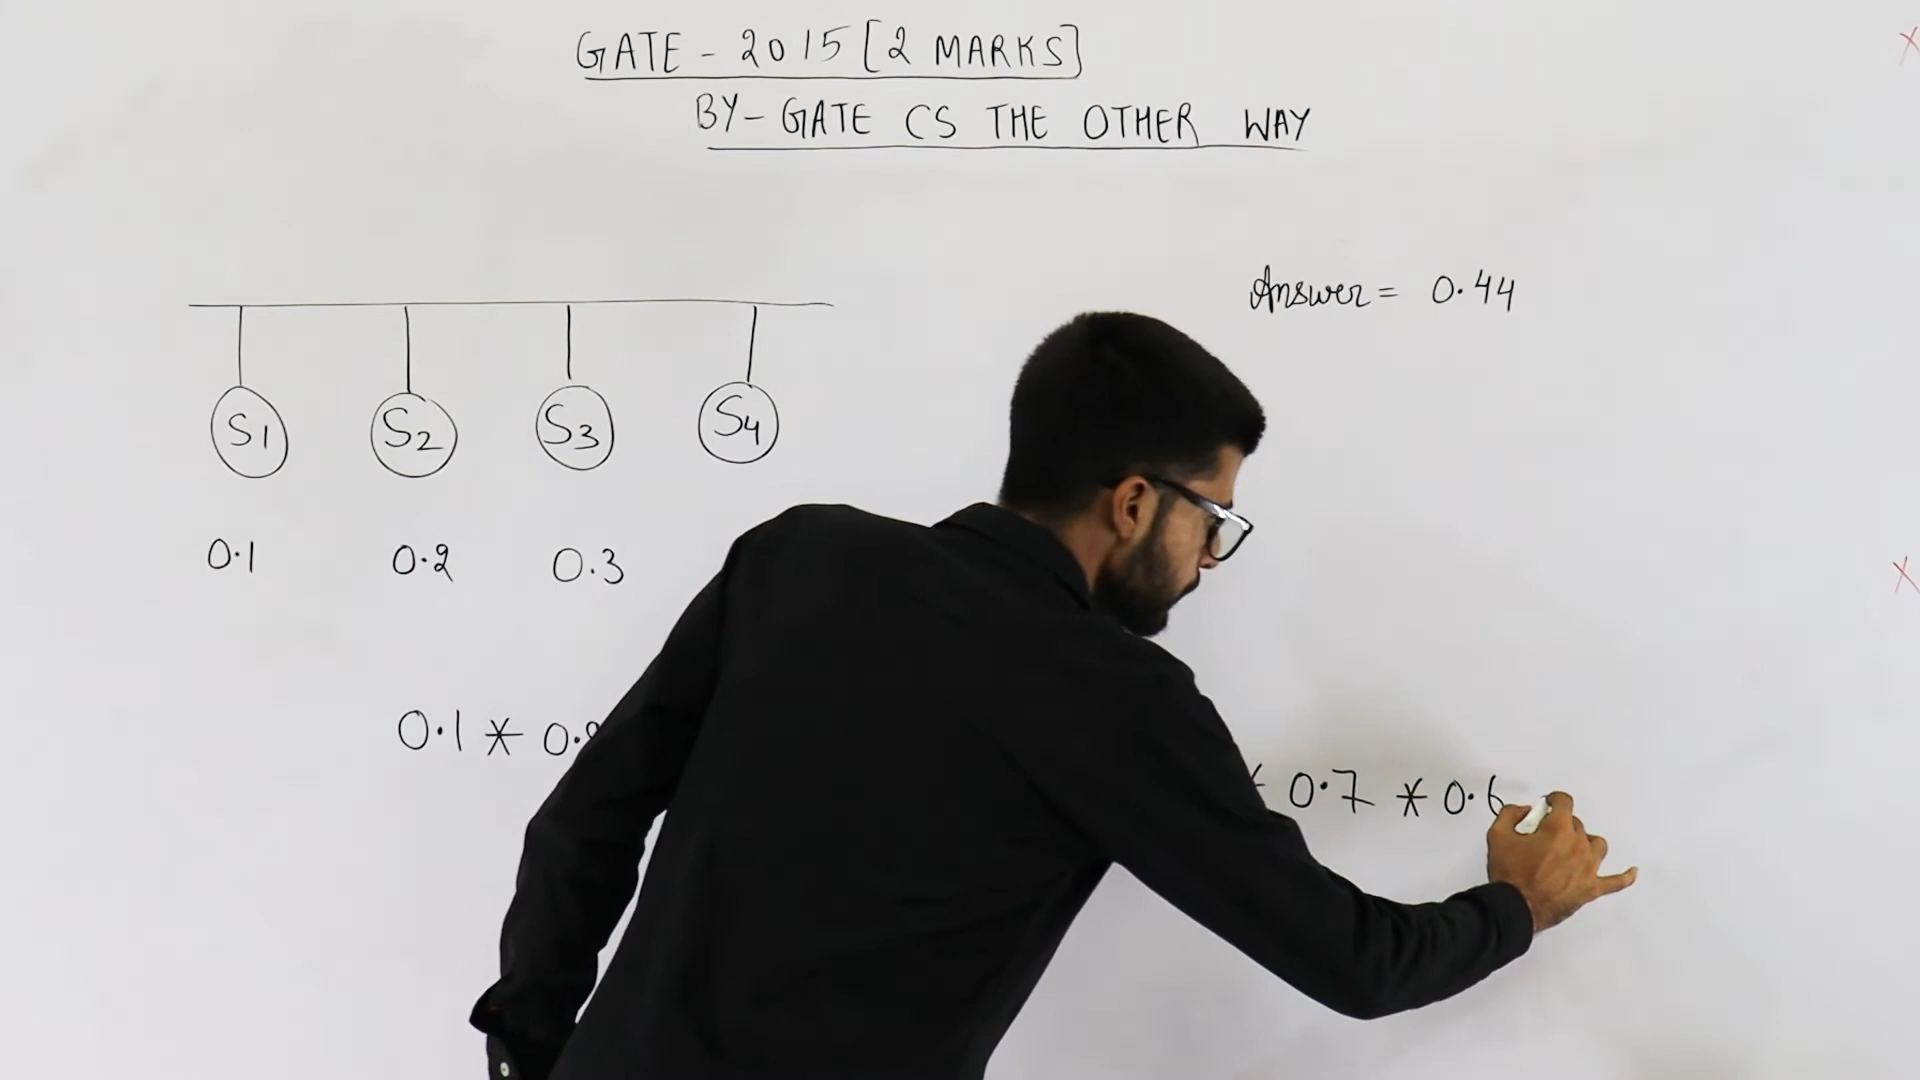 GATE - 2015 [2 MARKS]
BY - GATE CS THE OTHER WAY
Answer = 0.44
S1 S2 S3 S4
0.1 0.2 0.3
0.1 * 0.
0.7 * 0.6